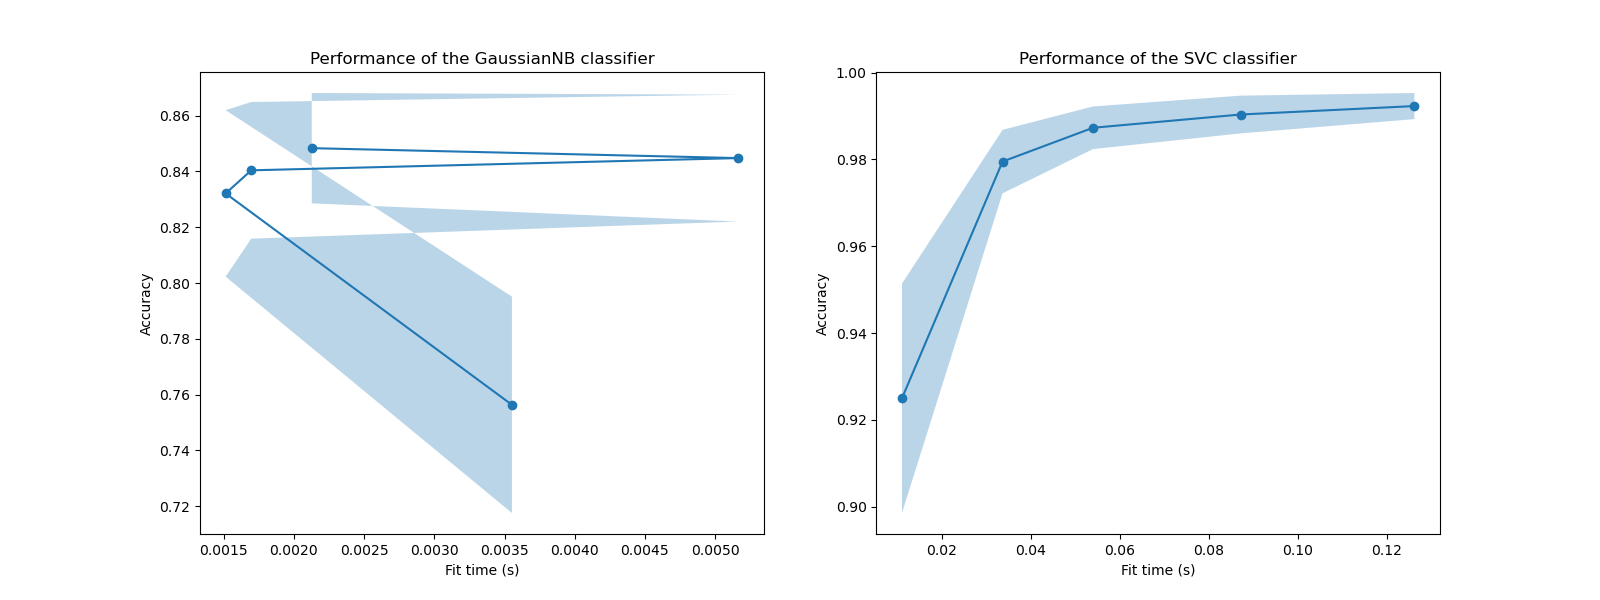 Performance of the GaussianNB classifier
0.86
0.84
0.82
0.80
0.78
0.76
0.74
0.72
Accuracy
0.0015 0.0020 0.0025 0.0030 0.0035 0.0040 0.0045 0.0050
Fit time (s)
Performance of the SVC classifier
1.00
0.98
0.96
0.94
0.92
0.90
Accuracy
0.02 0.04 0.06 0.08 0.10 0.12
Fit time (s)